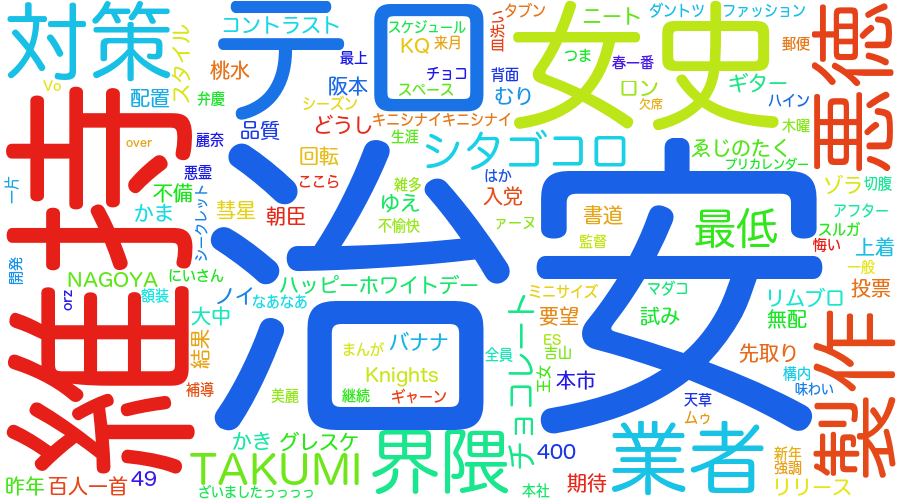 対策
テロ
女史
悪徳
維持
治安
製作
業者
界隈
TAKUMI
シタゴコロ
最低
チョコレート
コントラスト
スケジュール
KQ
来月
目眩し
タブン
ニート
ダントツ
ファッション
郵便
スタイル
桃水
最上
チョコ
背面
つま
春一番
ギター
Vo
配置
弁慶
阪本
スペース
むり
ロン
欠席
ハイン
シーズン
品質
どうし
キニシナイキニシナイ
木曜
over
麗奈
生涯
ゑじのたく
プリカレンダー
回転
悪霊
ここら
はか
一片
不備
シークレット
雑多
ゆえ
入党
ゾラ
切腹
かま
彗星
朝臣
不愉快
ァーヌ
書道
アフター
スルガ
監督
悔い
上着
開発
NAGOYA
にいさん
一般
orz
額装
ノイ
なあなあ
ハッピーホワイトデー
ミニサイズ
マダコ
投票
大中
要望
試み
リムブロ
無配
結果
まんが
バナナ
全員
ES
吉山
先取り
Knights
王女
本市
構内
味わい
補導
美麗
継続
ギャーン
天草
ムゥ
かき
グレスケ
400
新年
強調
昨年
百人一首
49
ざいましたっっっっ
本社
期待
リリース